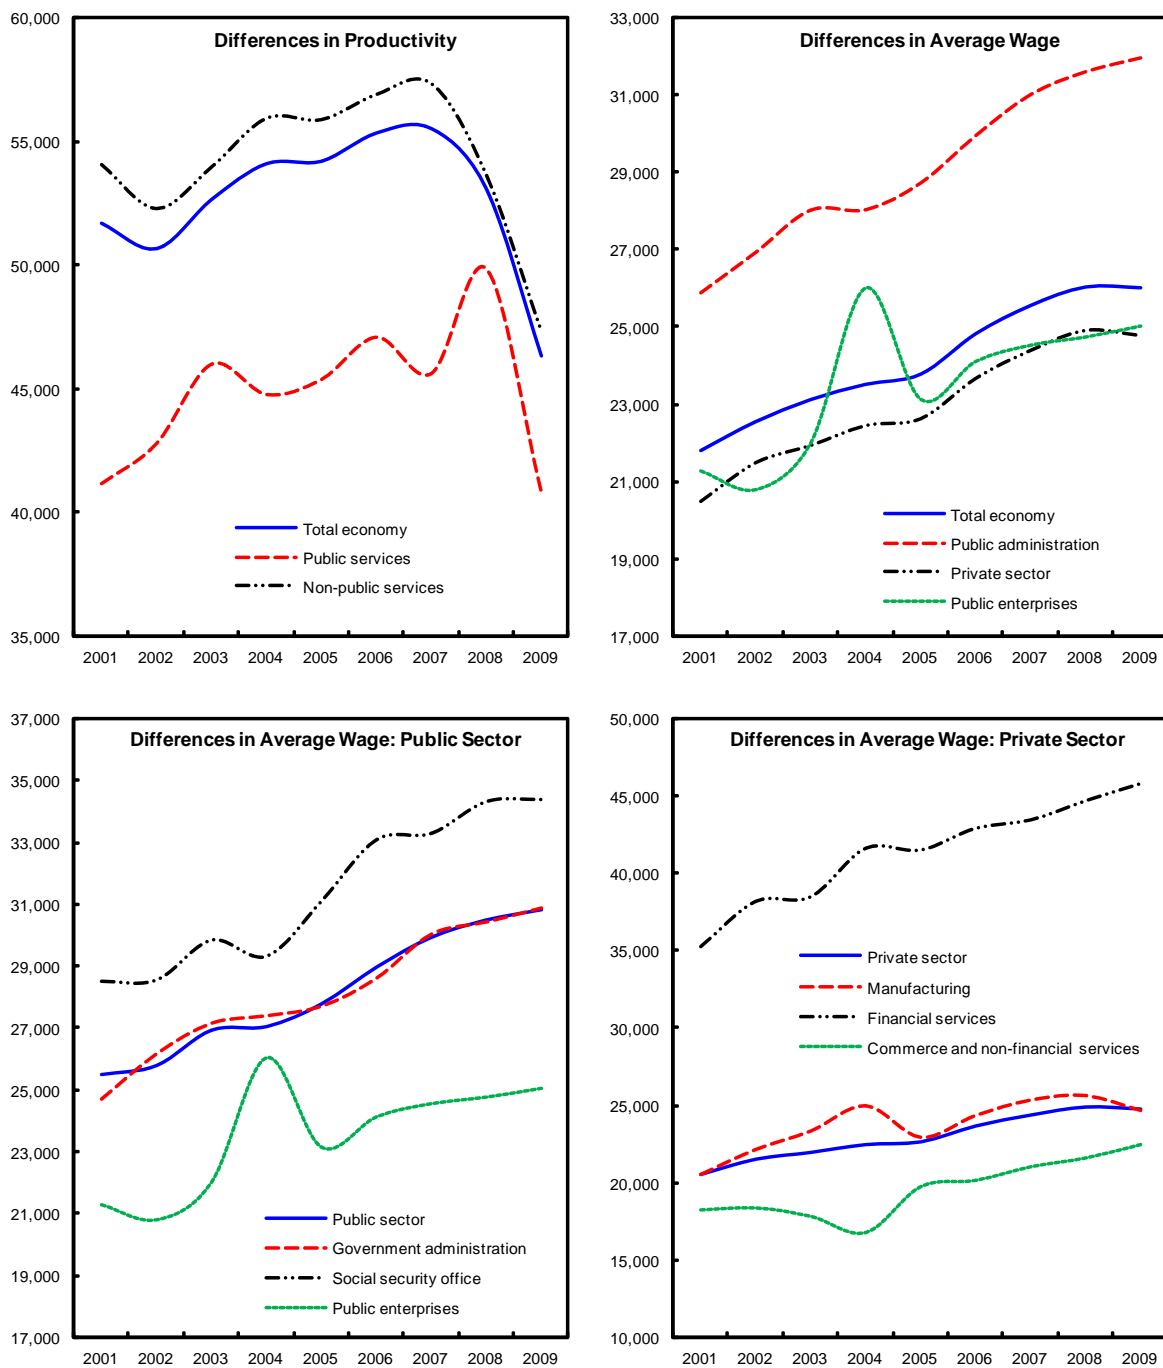 Differences in Productivity
60,000
55,000
50,000
45,000
40,000
35,000
Total economy
Public services
Non-public services
2001 2002 2003 2004 2005 2006 2007 2008 2009
Differences in Average Wage
33,000
31,000
29,000
27,000
25,000
23,000
21,000
19,000
17,000
Total economy
Public administration
Private sector
Public enterprises
2001 2002 2003 2004 2005 2006 2007 2008 2009
Differences in Average Wage: Public Sector
37,000
35,000
33,000
31,000
29,000
27,000
25,000
23,000
21,000
19,000
17,000
Public sector
Government administration
Social security office
Public enterprises
2001 2002 2003 2004 2005 2006 2007 2008 2009
Differences in Average Wage: Private Sector
50,000
45,000
40,000
35,000
30,000
25,000
20,000
15,000
10,000
Private sector
Manufacturing
Financial services
Commerce and non-financial services
2001 2002 2003 2004 2005 2006 2007 2008 2009